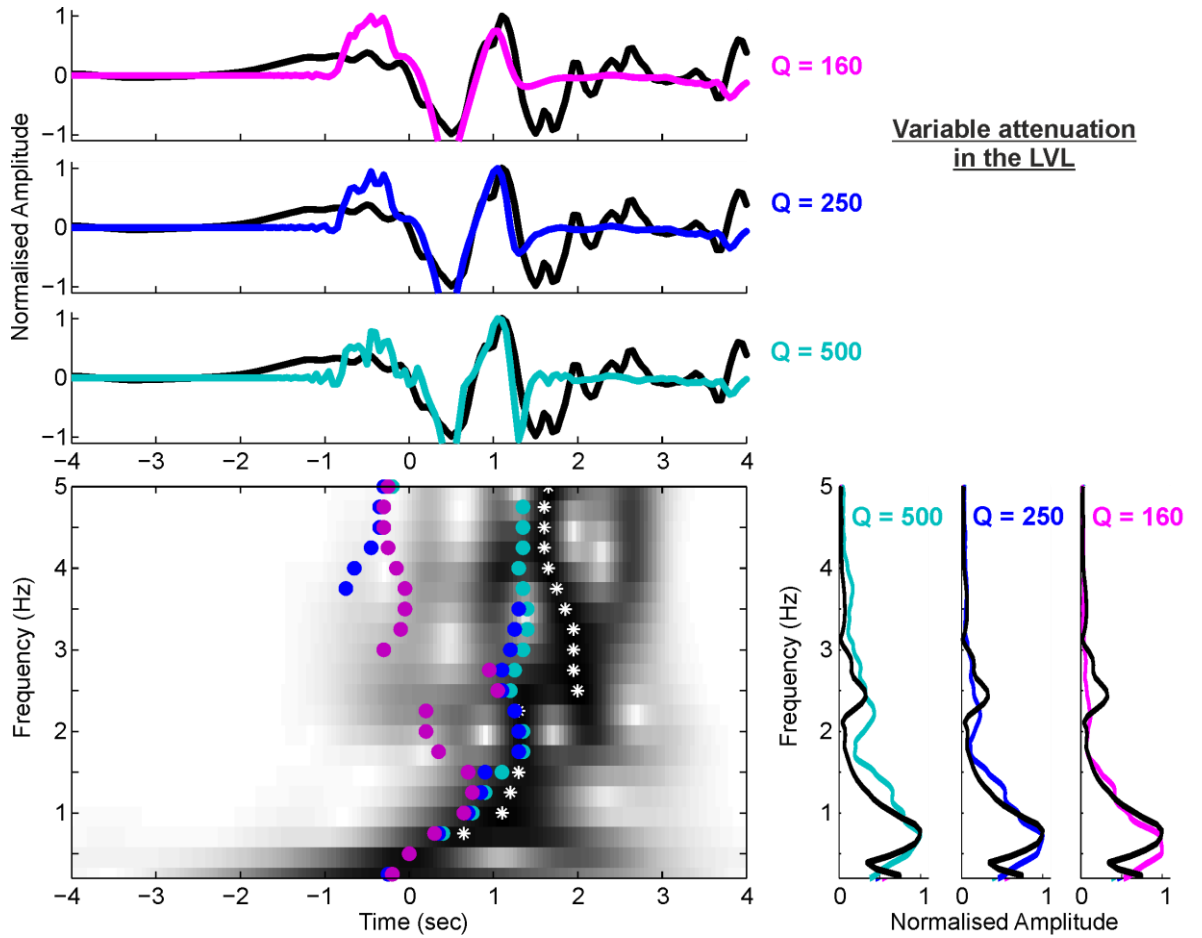 1
0
−1
Q = 160
Variable attenuation
in the LVL
1
0
−1
Q = 250
Normalised Amplitude
1
0
−1
Q = 500
−4 −3 −2 −1 0 1 2 3 4
5
4
3
2
1
Frequency (Hz)
−4 −3 −2 −1 0 1 2 3 4
Time (sec)
5
4
3
2
1
Frequency (Hz)
Q = 500 Q = 250 Q = 160
0 1 0 1 0 1
Normalised Amplitude